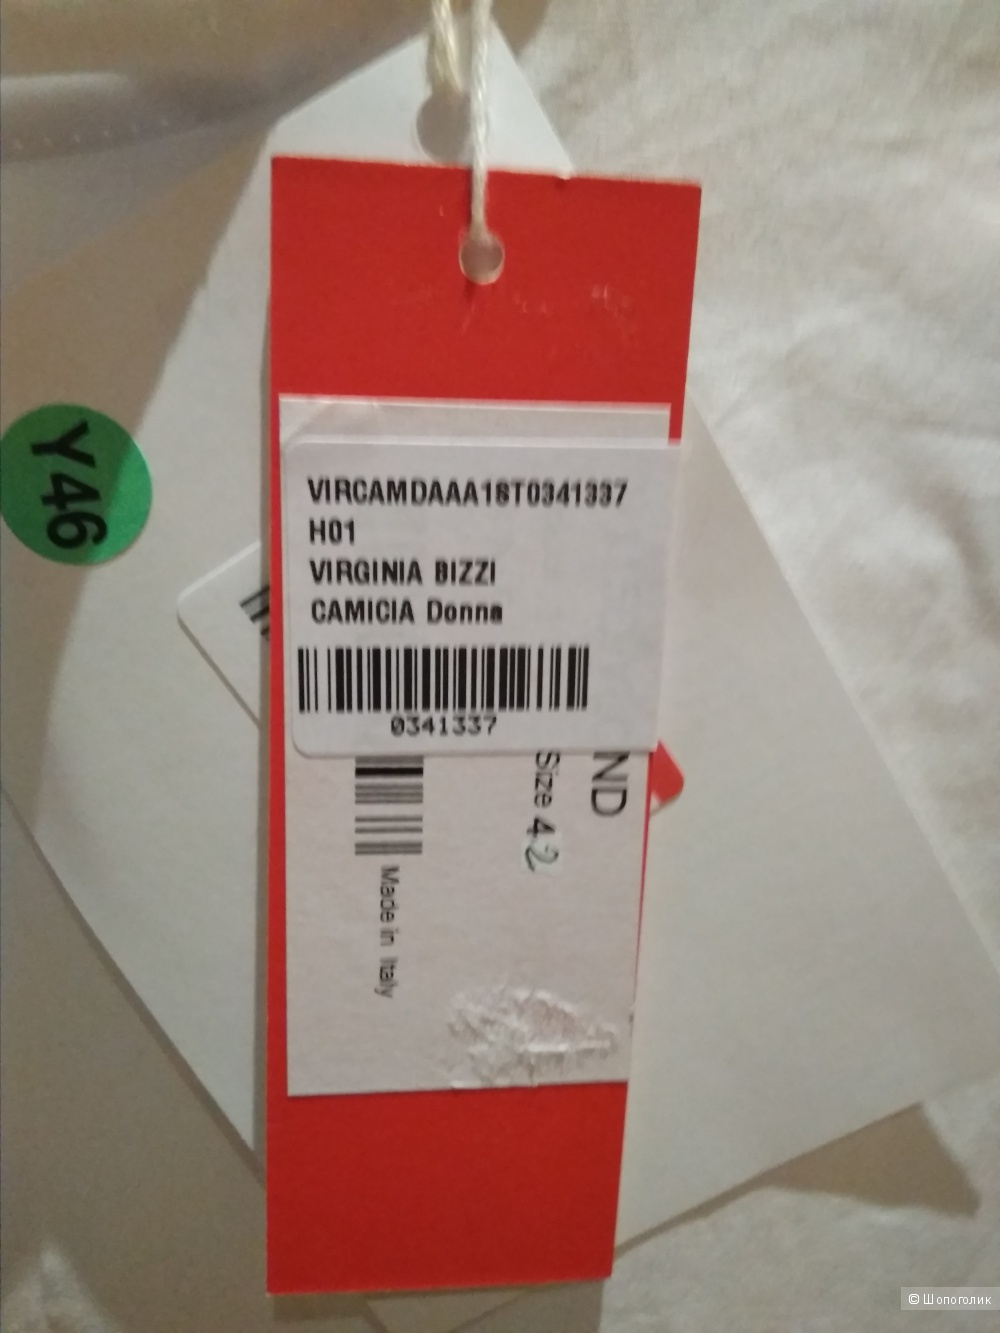 Y46
VIRCAMDAAA18T0341337
H01
VIRGINIA BIZZI
CAMICIA Donna
0341337
ND
Size 42
Made in Italy
© Шопоголик